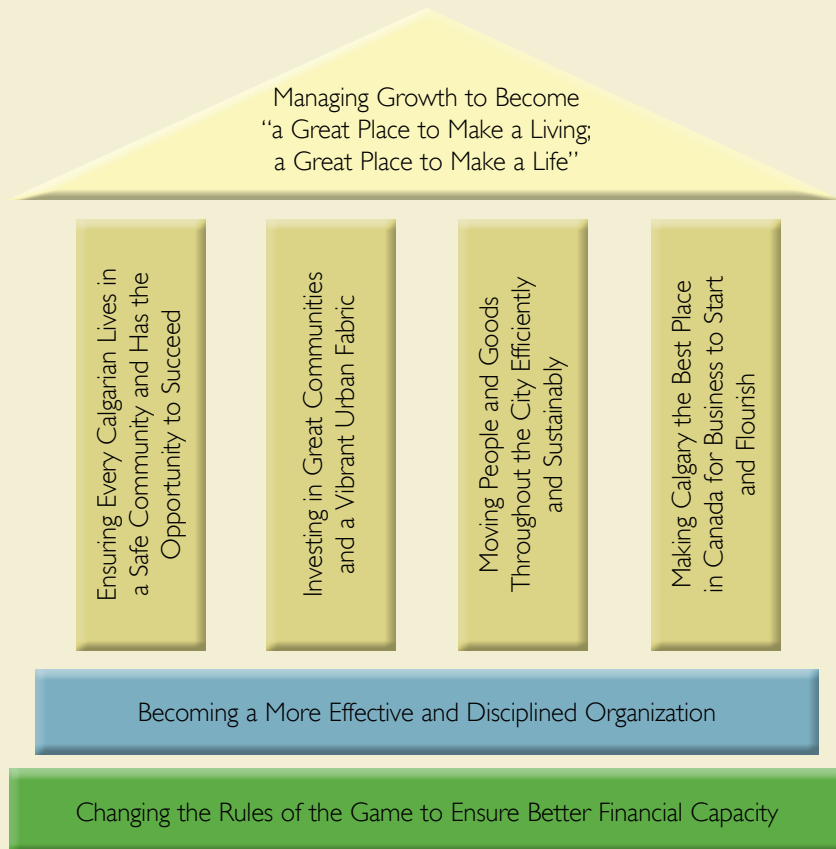 Managing Growth to Become
“a Great Place to Make a Living;
a Great Place to Make a Life”
Ensuring Every Calgarian Lives in
a Safe Community and Has the
Opportunity to Succeed
Investing in Great Communities
and a Vibrant Urban Fabric
Moving People and Goods
Throughout the City Efficiently
and Sustainably
Making Calgary the Best Place
in Canada for Business to Start
and Flourish
Becoming a More Effective and Disciplined Organization
Changing the Rules of the Game to Ensure Better Financial Capacity